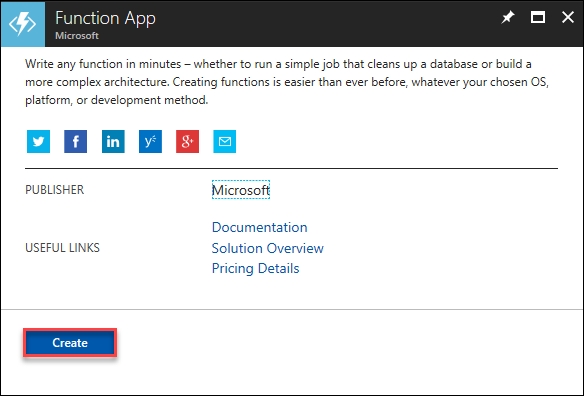 Function App
Microsoft
Write any function in minutes – whether to run a simple job that cleans up a database or build a
more complex architecture. Creating functions is easier than ever before, whatever your chosen OS,
platform, or development method.
PUBLISHER
Microsoft
Documentation
USEFUL LINKS
Solution Overview
Pricing Details
Create